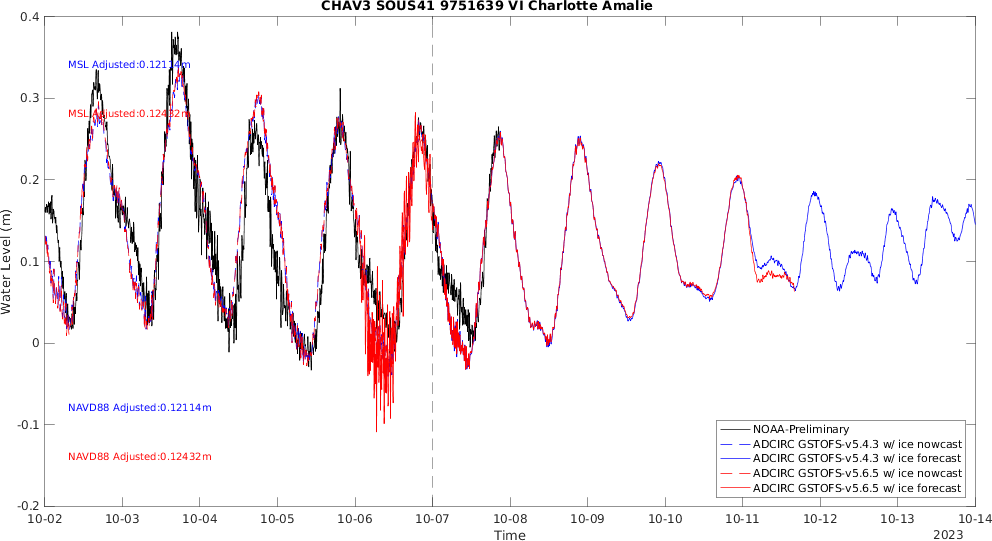 CHAV3 SOUS41 9751639 VI Charlotte Amalie
0.4
0.3
0.2
0.1
0
-0.1
-0.2
Water Level (m)
MSL Adjusted:0.12114m
MSL Adjusted:0.12432m
NAVD88 Adjusted:0.12114m
NAVD88 Adjusted:0.12432m
NOAA-Preliminary
ADCIRC GSTOFS-v5.4.3 w/ ice nowcast
ADCIRC GSTOFS-v5.4.3 w/ ice forecast
ADCIRC GSTOFS-v5.6.5 w/ ice nowcast
ADCIRC GSTOFS-v5.6.5 w/ ice forecast
10-02 10-03 10-04 10-05 10-06 10-07 10-08 10-09 10-10 10-11 10-12 10-13 10-14
Time
2023